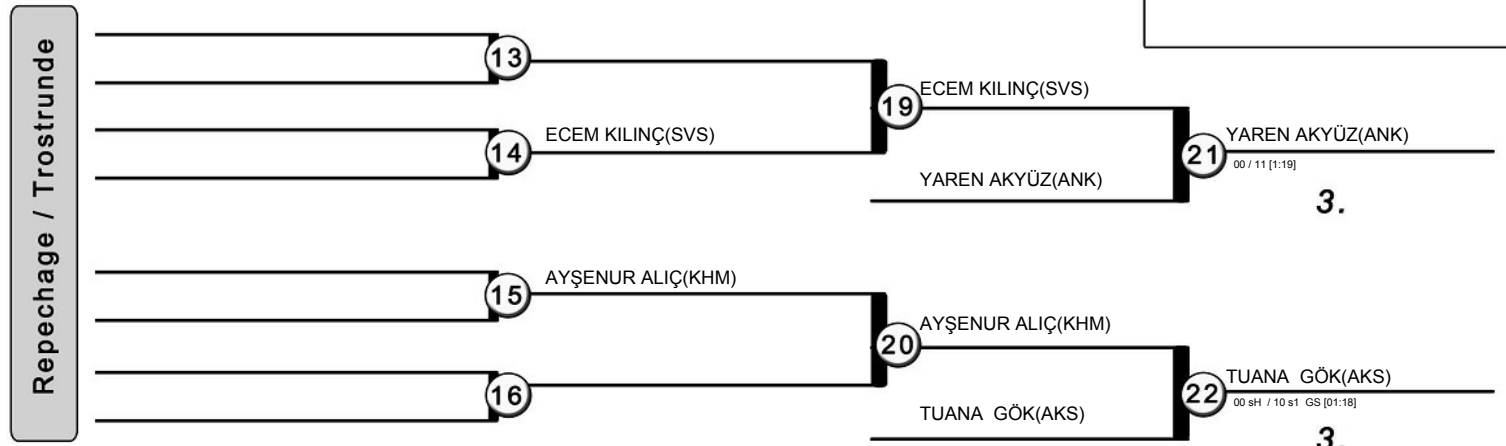 Repechage / Trostrunde
13
14
ECEM KILINÇ(SVS)
19
ECEM KILINÇ(SVS)
YAREN AKYÜZ(ANK)
21
YAREN AKYÜZ(ANK)
00 / 11 [1:19]
3.
15
AYŞENUR ALIÇ(KHM)
16
20
AYŞENUR ALIÇ(KHM)
TUANA GÖK(AKS)
22
TUANA GÖK(AKS)
00 sH / 10 s1 GS [01:18]
3.